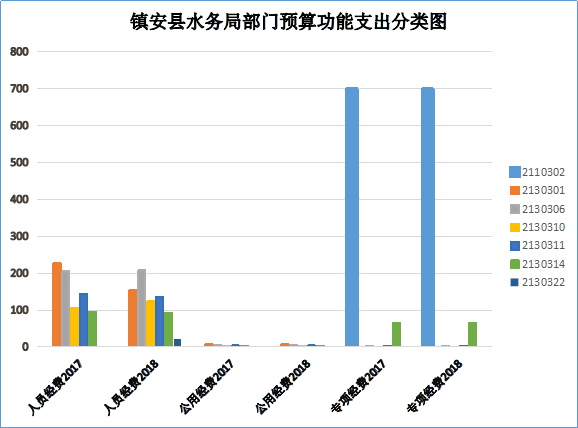 镇安县水务局部门预算功能支出分类图
800
700
600
500
400
300
200
100
0
人员经费2017
人员经费2018
公用经费2017
公用经费2018
专项经费2017
专项经费2018
2110302
2130301
2130306
2130310
2130311
2130314
2130322